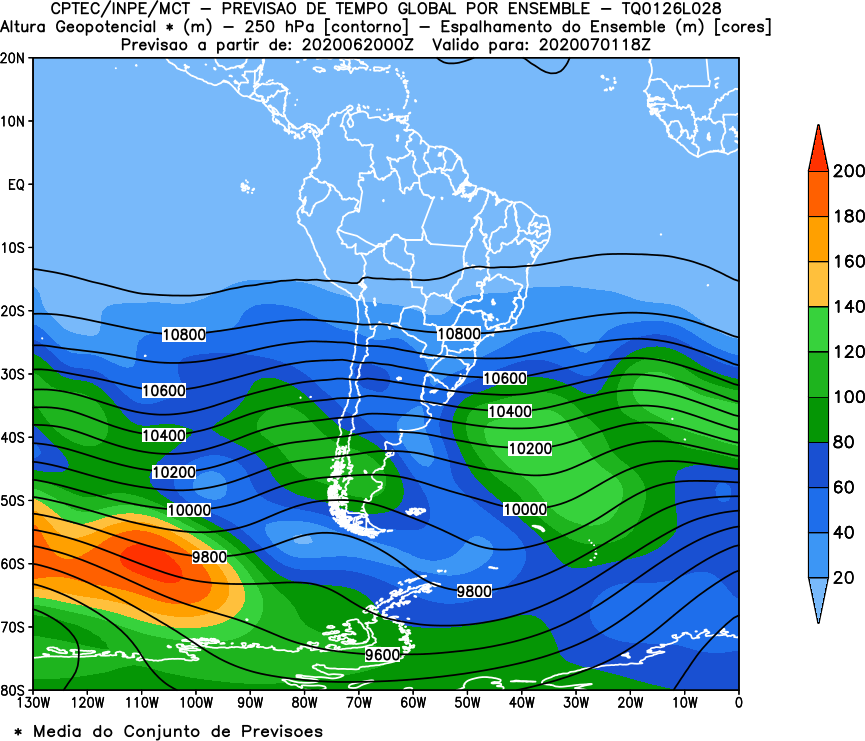 CPTEC/INPE/MCT - PREVISAO DE TEMPO GLOBAL POR ENSEMBLE - TQ0126L028
Altura Geopotencial * (m) - 250 hPa [contorno] - Espalhamento do Ensemble (m) [cores]
Previsao a partir de: 2020062000Z Valido para: 2020070118Z
20N
10N
EQ
10S
20S
30S
40S
50S
60S
70S
80S
10800 10800
10600 10600
10400 10400
10200 10200
10000 10000
9800 9800
9600
200
180
160
140
120
100
80
60
40
20
130W 120W 110W 100W 90W 80W 70W 60W 50W 40W 30W 20W 10W 0
* Media do Conjunto de Previsoes